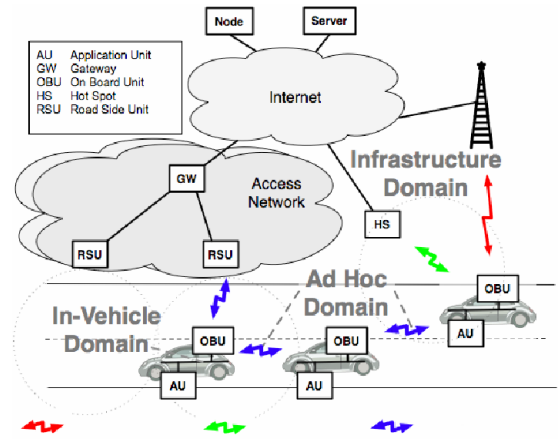 Node
Server
AU Application Unit
GW Gateway
OBU On Board Unit
HS Hot Spot
RSU Road Side Unit
Internet
Infrastructure
Domain
GW
Access
Network
HS
RSU
RSU
OBU
Ad Hoc
Domain
In-Vehicle
Domain
OBU
OBU
AU
AU
AU